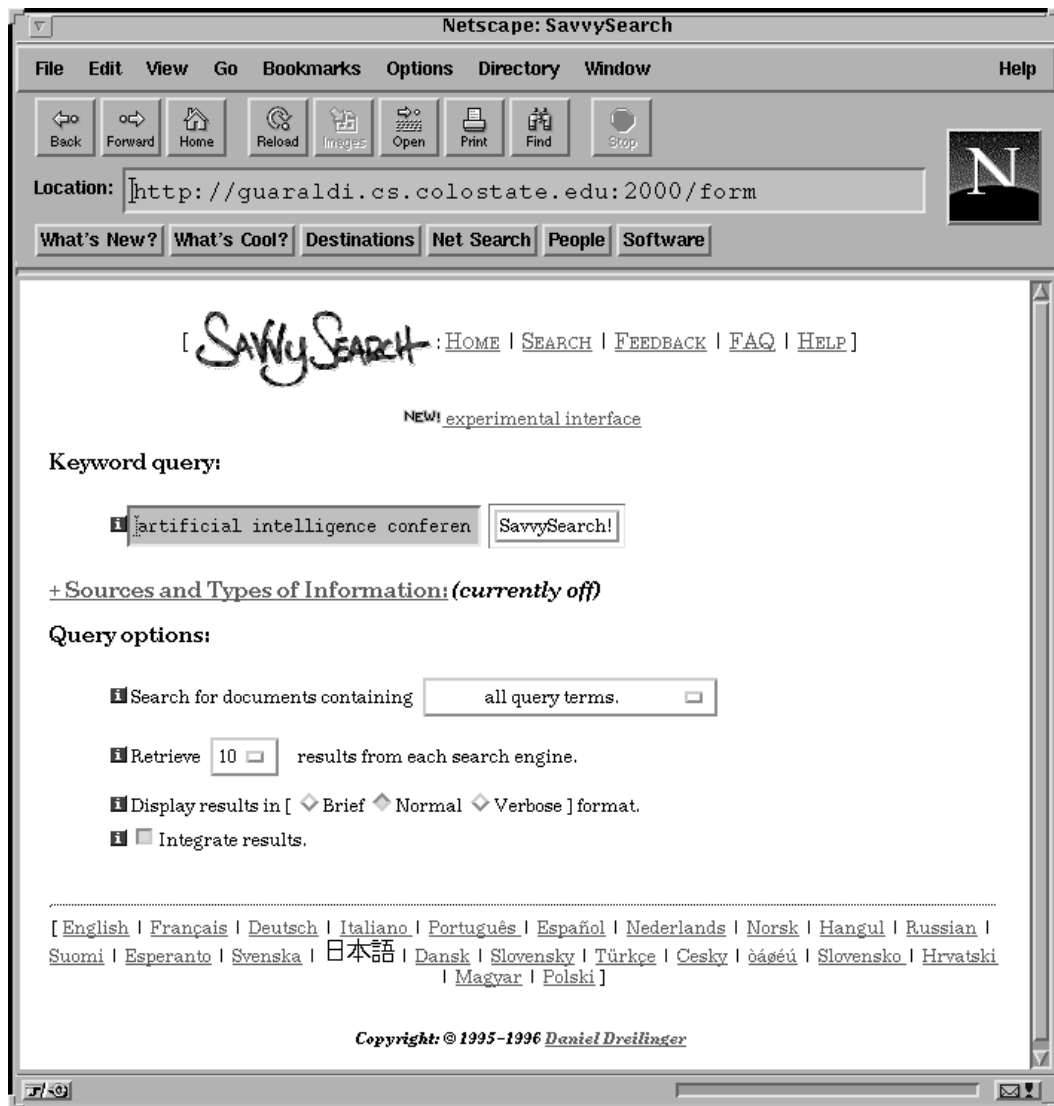 Netscape: SavvySearch
File Edit View Go Bookmarks Options Directory Window Help
Back Forward Home Reload Images Open Print Find Stop
N
Location: http://guaraldi.cs.colostate.edu:2000/form
What's New? What's Cool? Destinations Net Search People Software
[ SavvySearch : HOME | SEARCH | FEEDBACK | FAQ | HELP ]
NEW! experimental interface
Keyword query:
i artificial intelligence conferen SavvySearch!
+ Sources and Types of Information: (currently off)
Query options:
i Search for documents containing all query terms.
i Retrieve 10 results from each search engine.
i Display results in [ Brief Normal Verbose ] format.
i Integrate results.
[ English | Français | Deutsch | Italiano | Português | Español | Nederlands | Norsk | Hangul | Russian |
Suomi | Esperanto | Svenska | 日本語 | Dansk | Slovensky | Türkçe | Cesky | òáøéú | Slovensko | Hrvatski
| Magyar | Polski ]
Copyright: © 1995-1996 Daniel Dreilinger